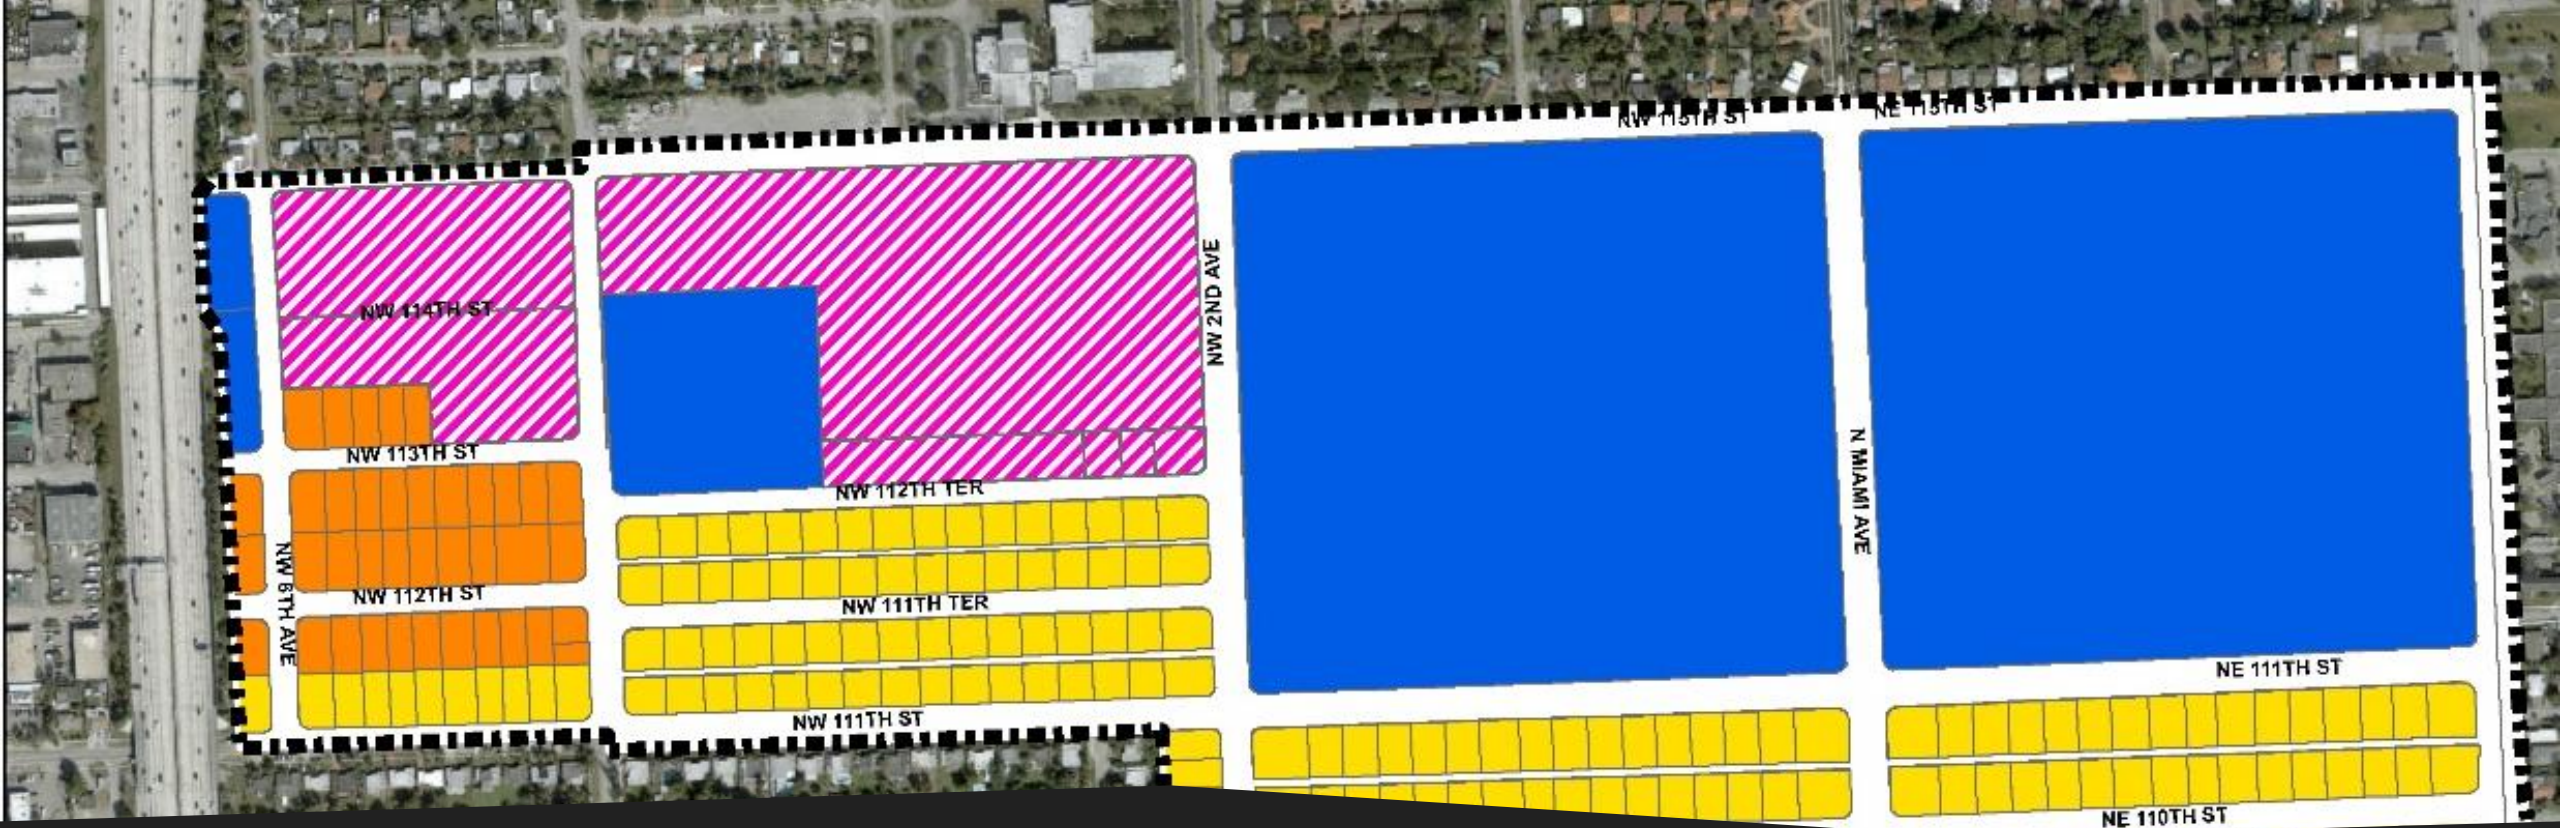 NW 115TH ST
NE 115TH ST
NW 2ND AVE
NW 114TH ST
N MIAMI AVE
NW 113TH ST
NW 112TH TER
NW 6TH AVE
NW 112TH ST
NW 111TH TER
NE 111TH ST
NW 111TH ST
NE 110TH ST